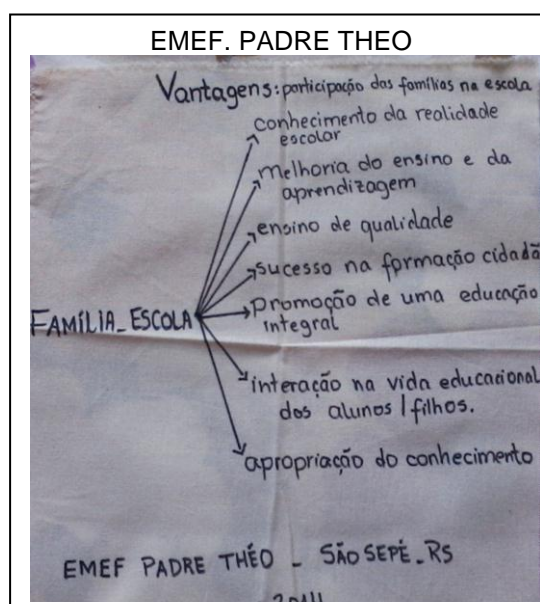 EMEF. PADRE THEO
Vantagens: participação das famílias na escola
conhecimento da realidade
escolar
melhoria do ensino e da
aprendizagem
ensino de qualidade
sucesso na formação cidadã
FAMÍLIA_ESCOLA
promoção de uma educação
integral
interação na vida educacional
dos alunos / filhos.
apropriação do conhecimento
EMEF PADRE THÉO _ SÃO SEPÉ_RS